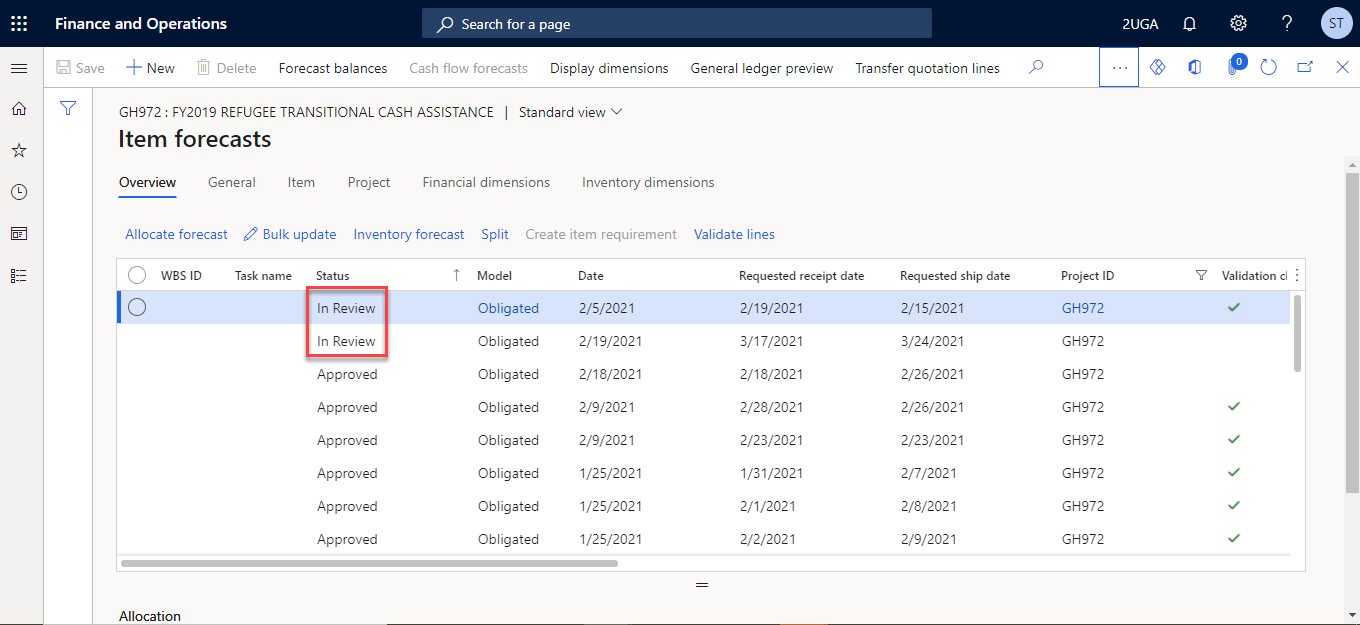 Finance and Operations Search for a page 2UGA ? ST
Save New Delete Forecast balances Cash flow forecasts Display dimensions General ledger preview Transfer quotation lines ... 0
GH972 : FY2019 REFUGEE TRANSITIONAL CASH ASSISTANCE | Standard view
Item forecasts
Overview General Item Project Financial dimensions Inventory dimensions
Allocate forecast Bulk update Inventory forecast Split Create item requirement Validate lines
WBS ID Task name Status ↑ Model Date Requested receipt date Requested ship date Project ID Validation
In Review Obligated 2/5/2021 2/19/2021 2/15/2021 GH972 ✓
In Review Obligated 2/19/2021 3/17/2021 3/24/2021 GH972
Approved Obligated 2/18/2021 2/18/2021 2/26/2021 GH972
Approved Obligated 2/9/2021 2/28/2021 2/26/2021 GH972 ✓
Approved Obligated 2/9/2021 2/23/2021 2/23/2021 GH972 ✓
Approved Obligated 1/25/2021 1/31/2021 2/7/2021 GH972 ✓
Approved Obligated 1/25/2021 2/1/2021 2/8/2021 GH972 ✓
Approved Obligated 1/25/2021 2/2/2021 2/9/2021 GH972 ✓
Allocation